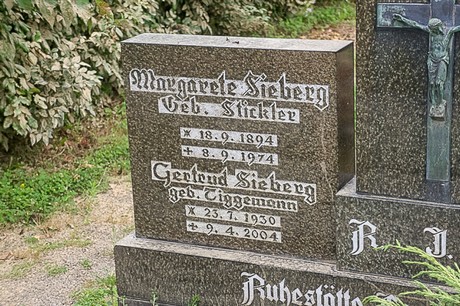 Margarete Sieberg
Geb. Stickler
* 18. 9. 1894
+ 8. 9. 1974
Gertrud Sieberg
geb. Tiggemann
* 23. 7. 1930
+ 9. 4. 2004
R. J.
Ruhestätte